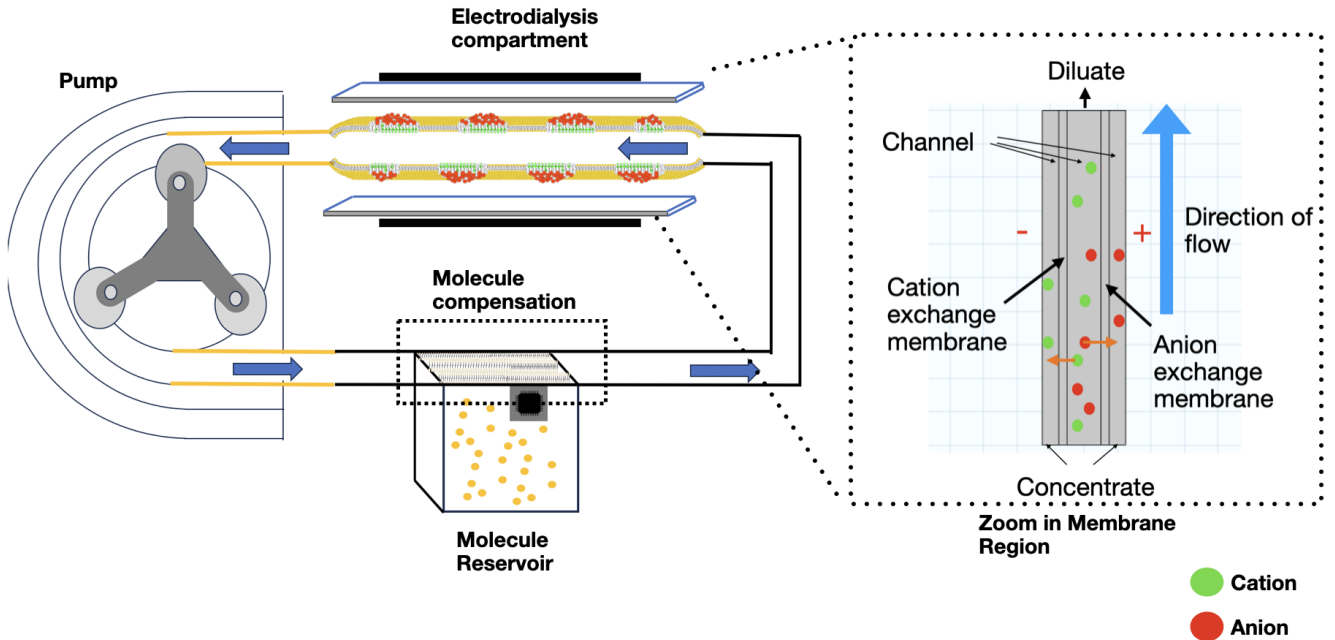 Electrodialysis
compartment
Pump
Molecule
compensation
Molecule
Reservoir
Diluate
Channel
-
+
Direction of
flow
Cation
exchange
membrane
Anion
exchange
membrane
Concentrate
Zoom in Membrane
Region
Cation
Anion